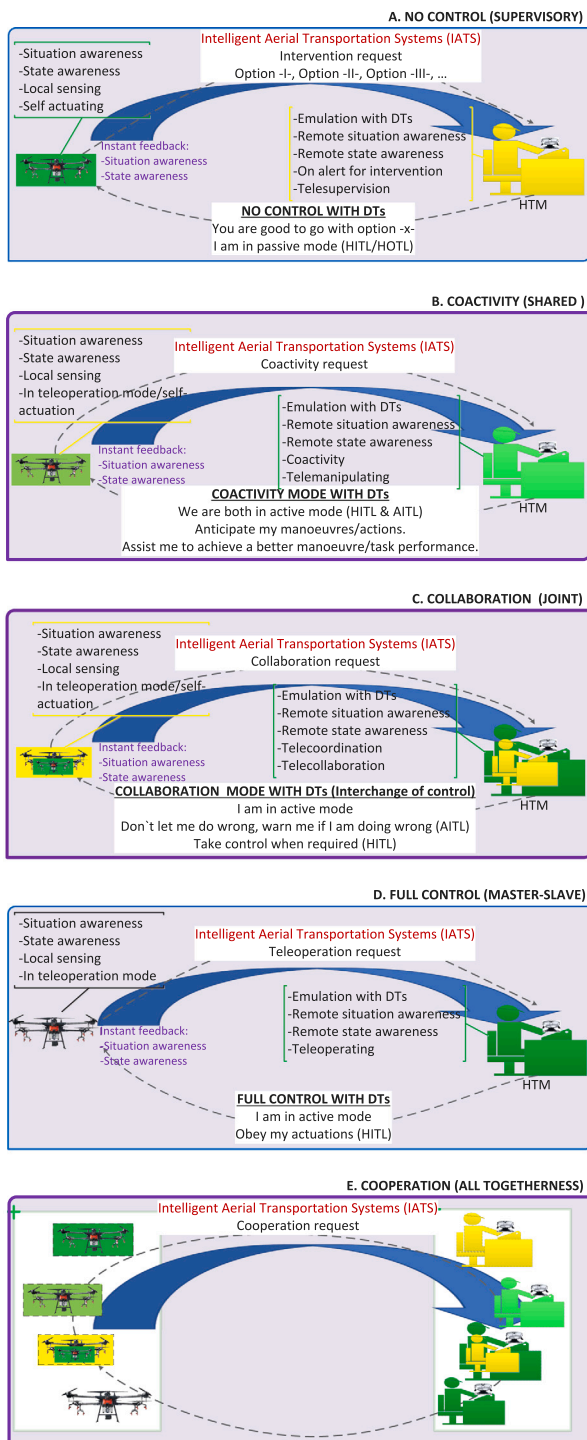 A. NO CONTROL (SUPERVISORY)
-Situation awareness
-State awareness
-Local sensing
-Self actuating
Intelligent Aerial Transportation Systems (IATS)
Intervention request
Option -I-, Option -II-, Option -III-, ...
Instant feedback:
-Situation awareness
-State awareness
-Emulation with DTs
-Remote situation awareness
-Remote state awareness
-On alert for intervention
-Telesupervision
HTM
NO CONTROL WITH DTs
You are good to go with option -x-
I am in passive mode (HITL/HOTL)
B. COACTIVITY (SHARED )
-Situation awareness
-State awareness
-Local sensing
-In teleoperation mode/self-
actuation
Intelligent Aerial Transportation Systems (IATS)
Coactivity request
Instant feedback:
-Situation awareness
-State awareness
-Emulation with DTs
-Remote situation awareness
-Remote state awareness
-Coactivity
-Telemanipulating
HTM
COACTIVITY MODE WITH DTs
We are both in active mode (HITL & AITL)
Anticipate my manoeuvres/actions.
Assist me to achieve a better manoeuvre/task performance.
C. COLLABORATION (JOINT)
-Situation awareness
-State awareness
-Local sensing
-In teleoperation mode/self-
actuation
Intelligent Aerial Transportation Systems (IATS)
Collaboration request
Instant feedback:
-Situation awareness
-State awareness
-Emulation with DTs
-Remote situation awareness
-Remote state awareness
-Telecoordination
-Telecollaboration
HTM
COLLABORATION MODE WITH DTs (Interchange of control)
I am in active mode
Don`t let me do wrong, warn me if I am doing wrong (AITL)
Take control when required (HITL)
D. FULL CONTROL (MASTER-SLAVE)
-Situation awareness
-State awareness
-Local sensing
-In teleoperation mode
Intelligent Aerial Transportation Systems (IATS)
Teleoperation request
Instant feedback:
-Situation awareness
-State awareness
-Emulation with DTs
-Remote situation awareness
-Remote state awareness
-Teleoperating
HTM
FULL CONTROL WITH DTs
I am in active mode
Obey my actuations (HITL)
E. COOPERATION (ALL TOGETHERNESS)
Intelligent Aerial Transportation Systems (IATS)
Cooperation request